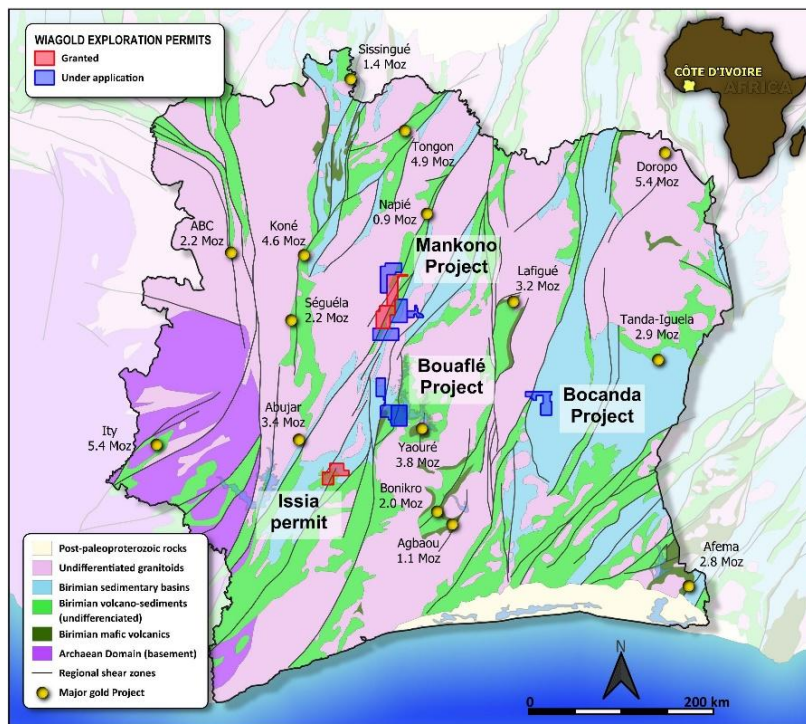 WIAGOLD EXPLORATION PERMITS
Granted
Under application
CÔTE D'IVOIRE
AFRICA
Sissingué
1.4 Moz
Tongon
4.9 Moz
Doropo
5.4 Moz
Napié
0.9 Moz
ABC
2.2 Moz
Koné
4.6 Moz
Mankono
Project
Lafigué
3.2 Moz
Séguéla
2.2 Moz
Tanda-Iguela
2.9 Moz
Bouaflé
Project
Bocanda
Project
Abujar
3.4 Moz
Ity
5.4 Moz
Yaouré
3.8 Moz
Issia
permit
Bonikro
2.0 Moz
Agbaou
1.1 Moz
Afema
2.8 Moz
Post-paleoproterozoic rocks
Undifferentiated granitoids
Birimian sedimentary basins
Birimian volcano-sediments
(undifferenciated)
Birimian mafic volcanics
Archaean Domain (basement)
Regional shear zones
Major gold Project
N
0 200 km